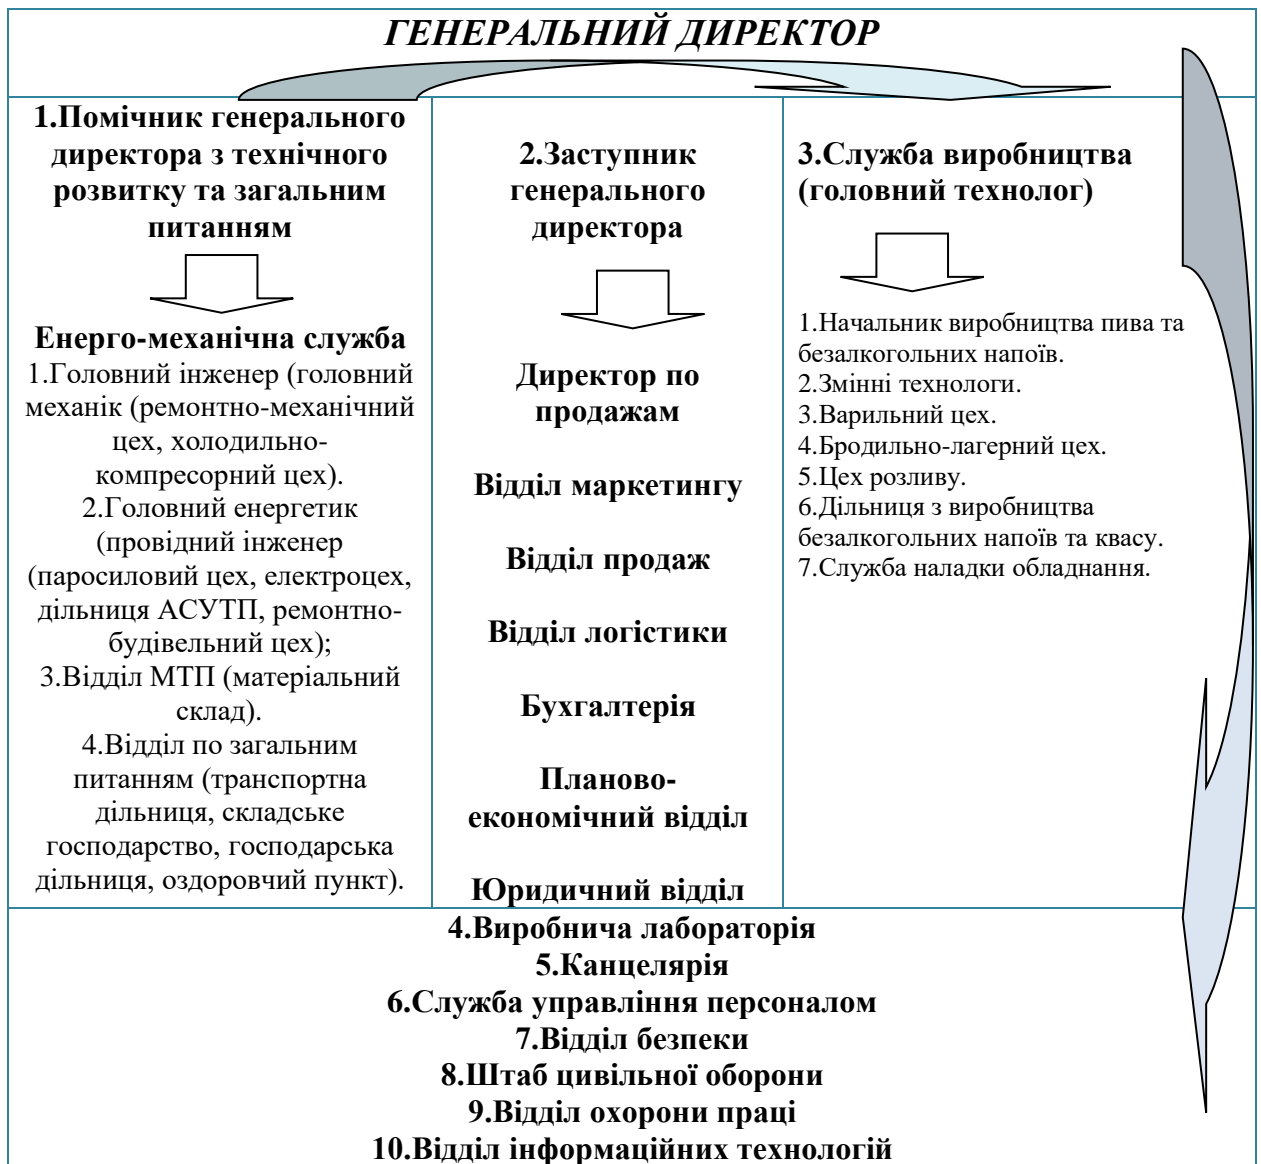 ГЕНЕРАЛЬНИЙ ДИРЕКТОР
1.Помічник генерального
директора з технічного
розвитку та загальним
питанням
Енерго-механічна служба
1.Головний інженер (головний
механік (ремонтно-механічний
цех, холодильно-
компресорний цех).
2.Головний енергетик
(провідний інженер
(паросиловий цех, електроцех,
дільниця АСУТП, ремонтно-
будівельний цех);
3.Відділ МТП (матеріальний
склад).
4.Відділ по загальним
питанням (транспортна
дільниця, складське
господарство, господарська
дільниця, оздоровчий пункт).
2.Заступник
генерального
директора
Директор по
продажам
Відділ маркетингу
Відділ продаж
Відділ логістики
Бухгалтерія
Планово-
економічний відділ
Юридичний відділ
3.Служба виробництва
(головний технолог)
1.Начальник виробництва пива та
безалкогольних напоїв.
2.Змінні технологи.
3.Варильний цех.
4.Бродильно-лагерний цех.
5.Цех розливу.
6.Дільниця з виробництва
безалкогольних напоїв та квасу.
7.Служба наладки обладнання.
4.Виробнича лабораторія
5.Канцелярія
6.Служба управління персоналом
7.Відділ безпеки
8.Штаб цивільної оборони
9.Відділ охорони праці
10.Відділ інформаційних технологій